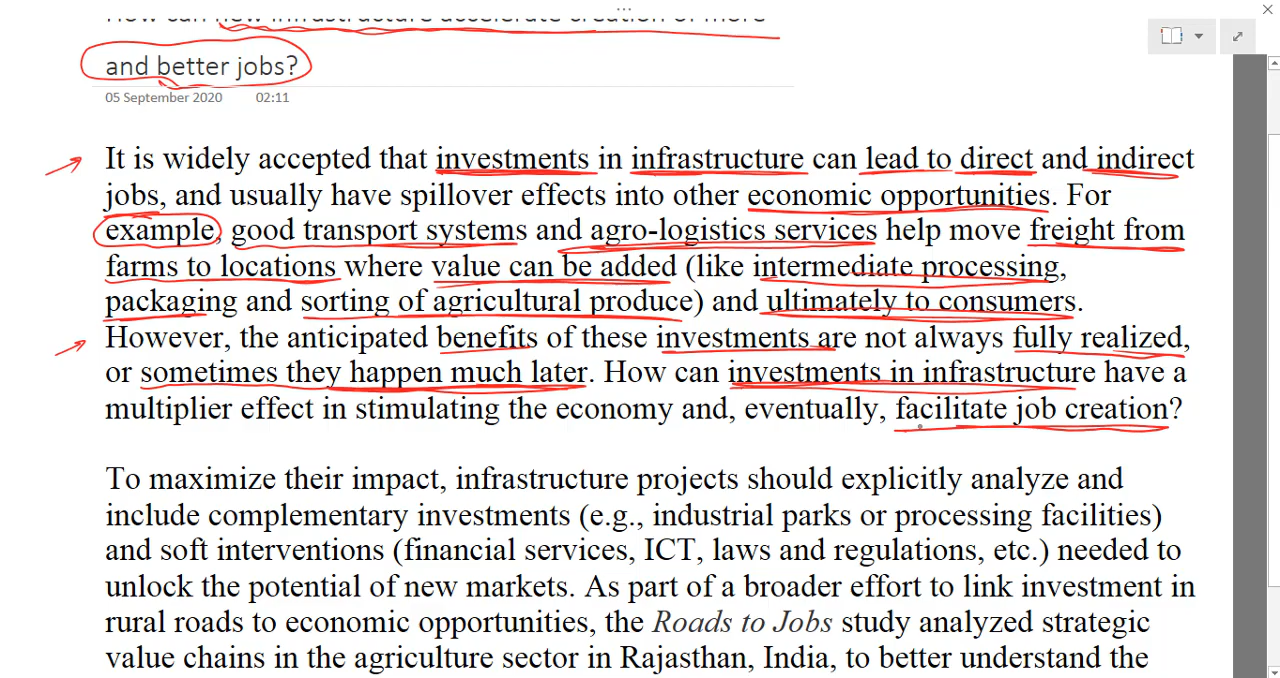 How can new infrastructure accelerate creation of more
and better jobs?
05 September 2020 02:11
It is widely accepted that investments in infrastructure can lead to direct and indirect
jobs, and usually have spillover effects into other economic opportunities. For
example, good transport systems and agro-logistics services help move freight from
farms to locations where value can be added (like intermediate processing,
packaging and sorting of agricultural produce) and ultimately to consumers.
However, the anticipated benefits of these investments are not always fully realized,
or sometimes they happen much later. How can investments in infrastructure have a
multiplier effect in stimulating the economy and, eventually, facilitate job creation?
To maximize their impact, infrastructure projects should explicitly analyze and
include complementary investments (e.g., industrial parks or processing facilities)
and soft interventions (financial services, ICT, laws and regulations, etc.) needed to
unlock the potential of new markets. As part of a broader effort to link investment in
rural roads to economic opportunities, the Roads to Jobs study analyzed strategic
value chains in the agriculture sector in Rajasthan, India, to better understand the